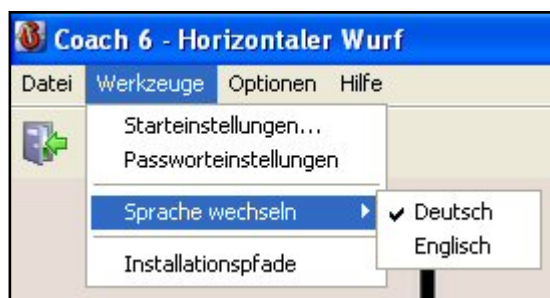 Coach 6 - Horizontaler Wurf
Datei Werkzeuge Optionen Hilfe
Starteinstellungen...
Passworteinstellungen
Sprache wechseln
Deutsch
Englisch
Installationspfade